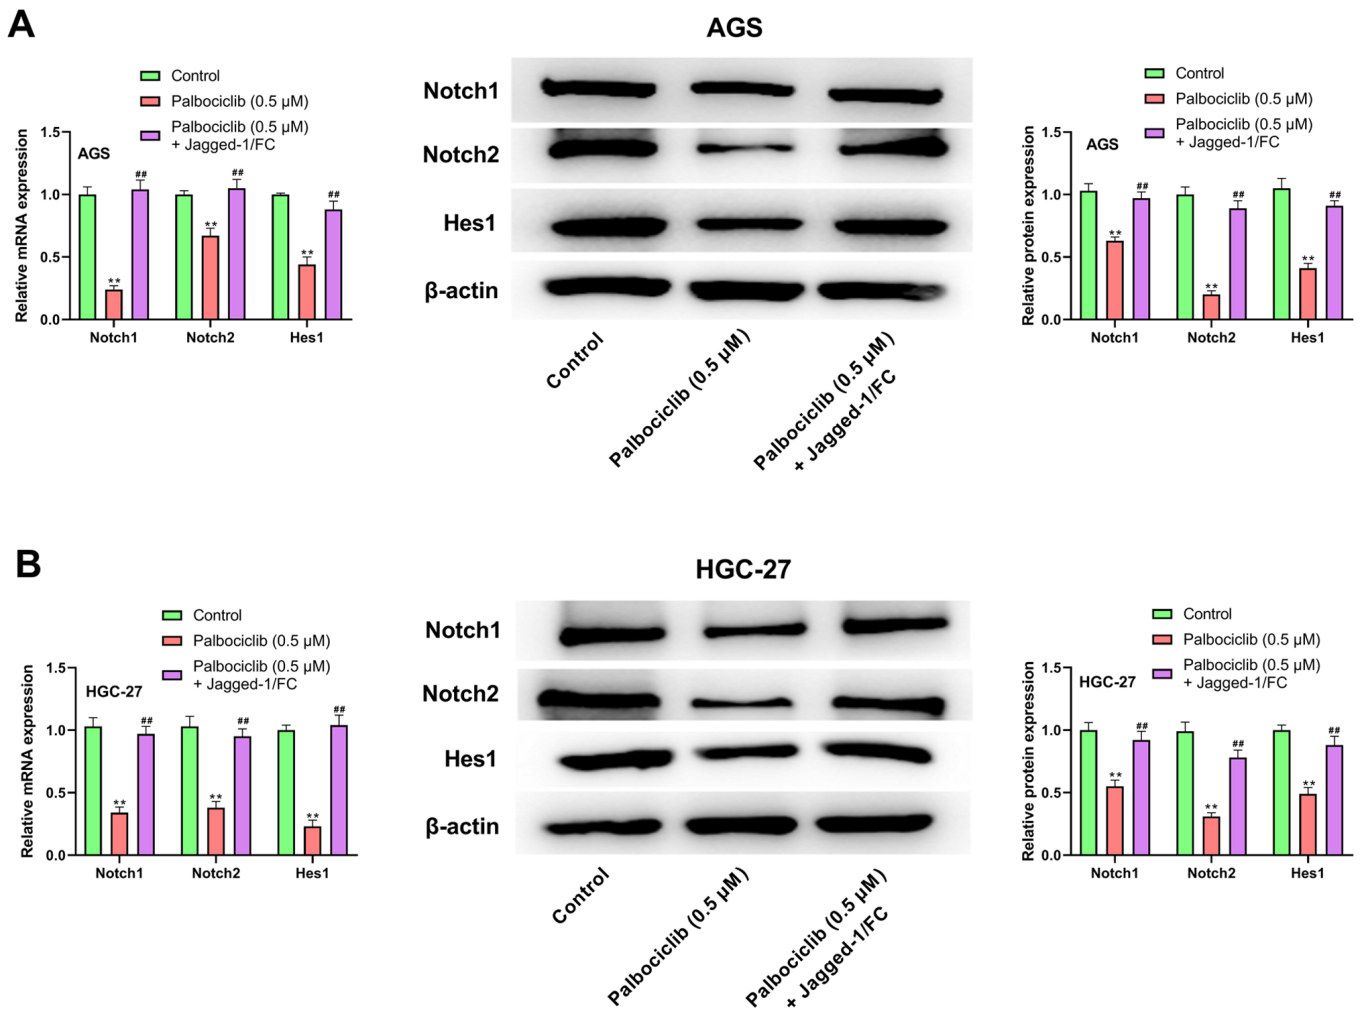 A
AGS
Control
Palbociclib (0.5 µM)
Palbociclib (0.5 µM)
+ Jagged-1/FC
Relative mRNA expression
1.5
1.0
0.5
0.0
AGS
**
##
**
##
**
##
Notch1
Notch2
Hes1
Notch1
Notch2
Hes1
β-actin
Control
Palbociclib (0.5 µM)
Palbociclib (0.5 µM)
+ Jagged-1/FC
Control
Palbociclib (0.5 µM)
Palbociclib (0.5 µM)
+ Jagged-1/FC
Relative protein expression
1.5
1.0
0.5
0.0
AGS
**
##
**
##
**
##
Notch1
Notch2
Hes1
B
HGC-27
Control
Palbociclib (0.5 µM)
Palbociclib (0.5 µM)
+ Jagged-1/FC
Relative mRNA expression
1.5
1.0
0.5
0.0
HGC-27
**
##
**
##
**
##
Notch1
Notch2
Hes1
Notch1
Notch2
Hes1
β-actin
Control
Palbociclib (0.5 µM)
Palbociclib (0.5 µM)
+ Jagged-1/FC
Control
Palbociclib (0.5 µM)
Palbociclib (0.5 µM)
+ Jagged-1/FC
Relative protein expression
1.5
1.0
0.5
0.0
HGC-27
**
##
**
##
**
##
Notch1
Notch2
Hes1